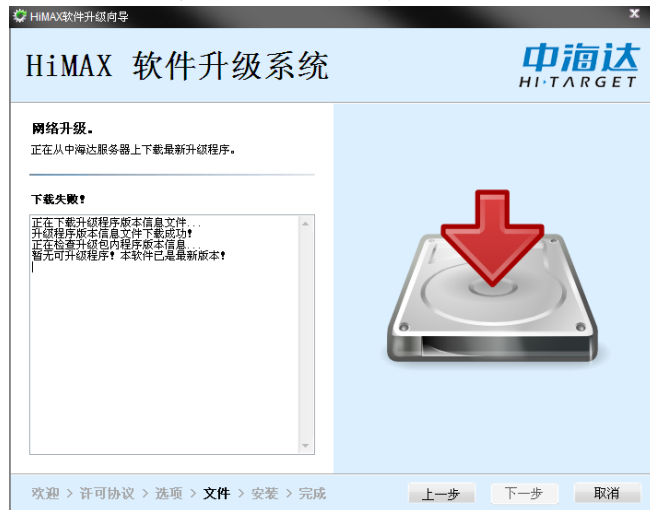 HiMAX软件升级向导
x
HiMAX 软件升级系统
中海达
HI·TARGET
网络升级。
正在从中海达服务器上下载最新升级程序。
下载失败!
正在下载升级程序版本信息文件...
升级程序版本信息文件下载成功!
正在检查升级包内程序版本信息...
暂无可升级程序! 本软件已是最新版本!
欢迎 > 许可协议 > 选项 > 文件 > 安装 > 完成
上一步
下一步
取消